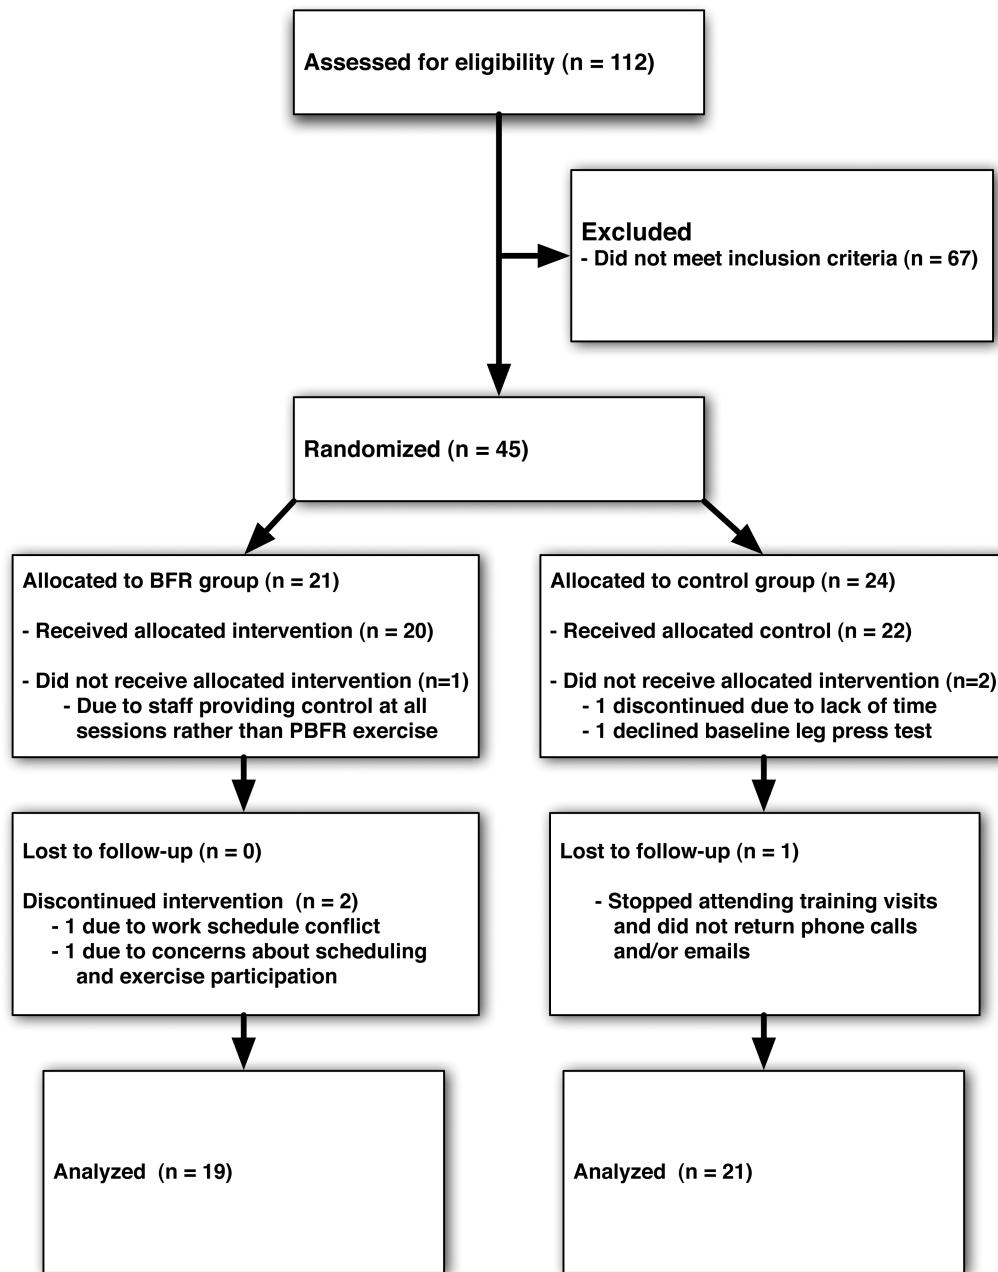 Assessed for eligibility (n = 112)
Excluded
- Did not meet inclusion criteria (n = 67)
Randomized (n = 45)
Allocated to BFR group (n = 21)
- Received allocated intervention (n = 20)
- Did not receive allocated intervention (n=1)
- Due to staff providing control at all
sessions rather than PBFR exercise
Allocated to control group (n = 24)
- Received allocated control (n = 22)
- Did not receive allocated intervention (n=2)
- 1 discontinued due to lack of time
- 1 declined baseline leg press test
Lost to follow-up (n = 0)
Discontinued intervention (n = 2)
- 1 due to work schedule conflict
- 1 due to concerns about scheduling
and exercise participation
Lost to follow-up (n = 1)
- Stopped attending training visits
and did not return phone calls
and/or emails
Analyzed (n = 19)
Analyzed (n = 21)